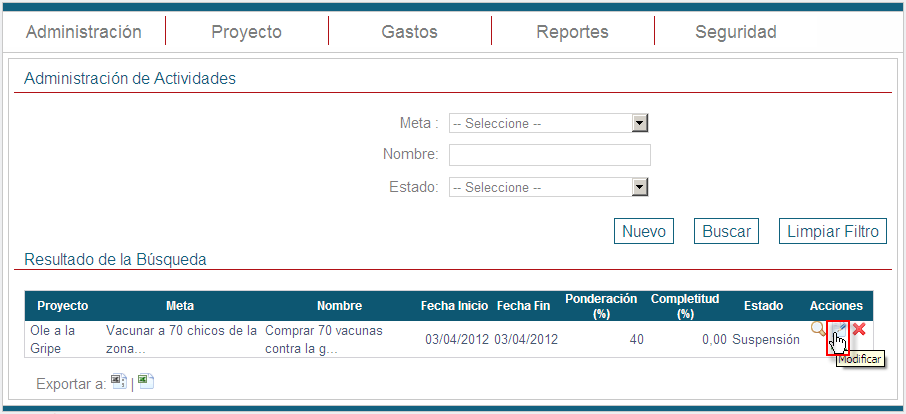 Administración Proyecto Gastos Reportes Seguridad
Administración de Actividades
Meta : -- Seleccione --
Nombre:
Estado: -- Seleccione --
Nuevo Buscar Limpiar Filtro
Resultado de la Búsqueda
Proyecto Meta Nombre Fecha Inicio Fecha Fin Ponderación (%) Completitud (%) Estado Acciones
Ole a la Gripe Vacunar a 70 chicos de la zona... Comprar 70 vacunas contra la g... 03/04/2012 03/04/2012 40 0,00 Suspensión
Modificar
Exportar a: |